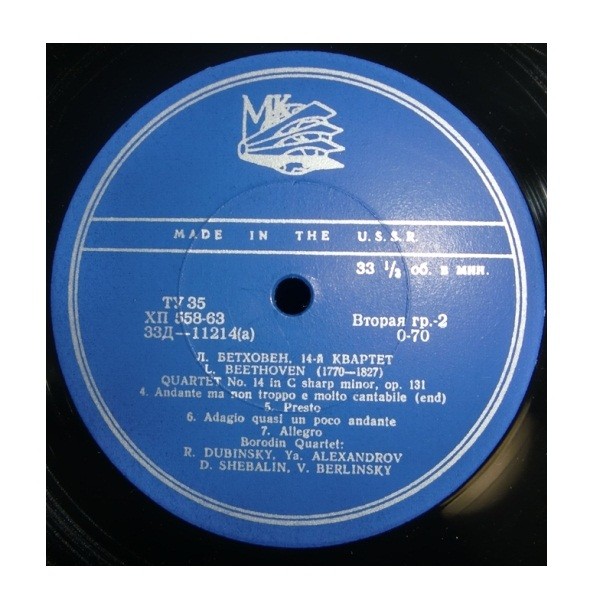 МК
MADE IN THE U.S.S.R.
33 1/3 об. в мин.
ТУ 35
ХП 558-63
33Д—11214(а)
Вторая гр.-2
0-70
Л. БЕТХОВЕН, 14-й КВАРТЕТ
L. BEETHOVEN (1770—1827)
QUARTET No. 14 in C sharp minor, op. 131
4. Andante ma non troppo e molto cantabile (end)
5. Presto
6. Adagio quasi un poco andante
7. Allegro
Borodin Quartet:
R. DUBINSKY, Ya. ALEXANDROV
D. SHEBALIN, V. BERLINSKY